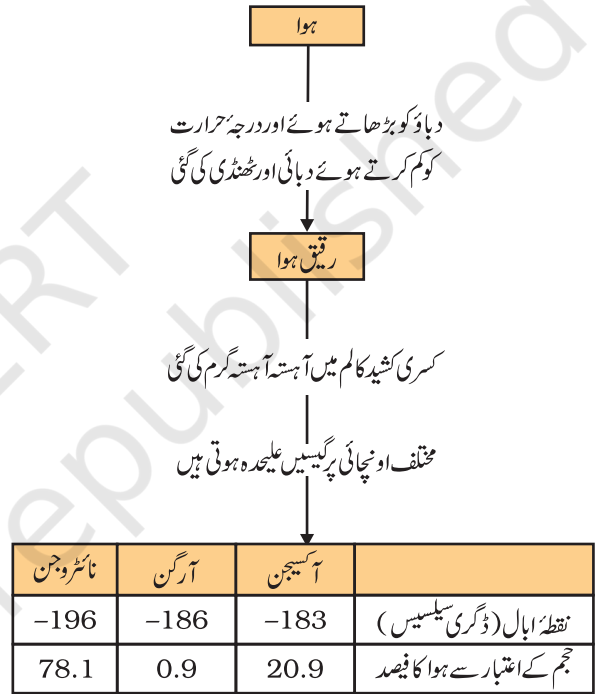 ہوا
دباؤ کو بڑھاتے ہوئے اور درجۂ حرارت
کو کم کرتے ہوئے دبائی اور ٹھنڈی کی گئی
رقیق ہوا
کسری کشید کالم میں آہستہ آہستہ گرم کی گئی
مختلف اونچائی پر گیسیں علیحدہ ہوتی ہیں
آکسیجن آرگن نائٹروجن
نقطۂ ابال (ڈگری سیلسیس) –183 –186 –196
حجم کے اعتبار سے ہوا کا فیصد 20.9 0.9 78.1